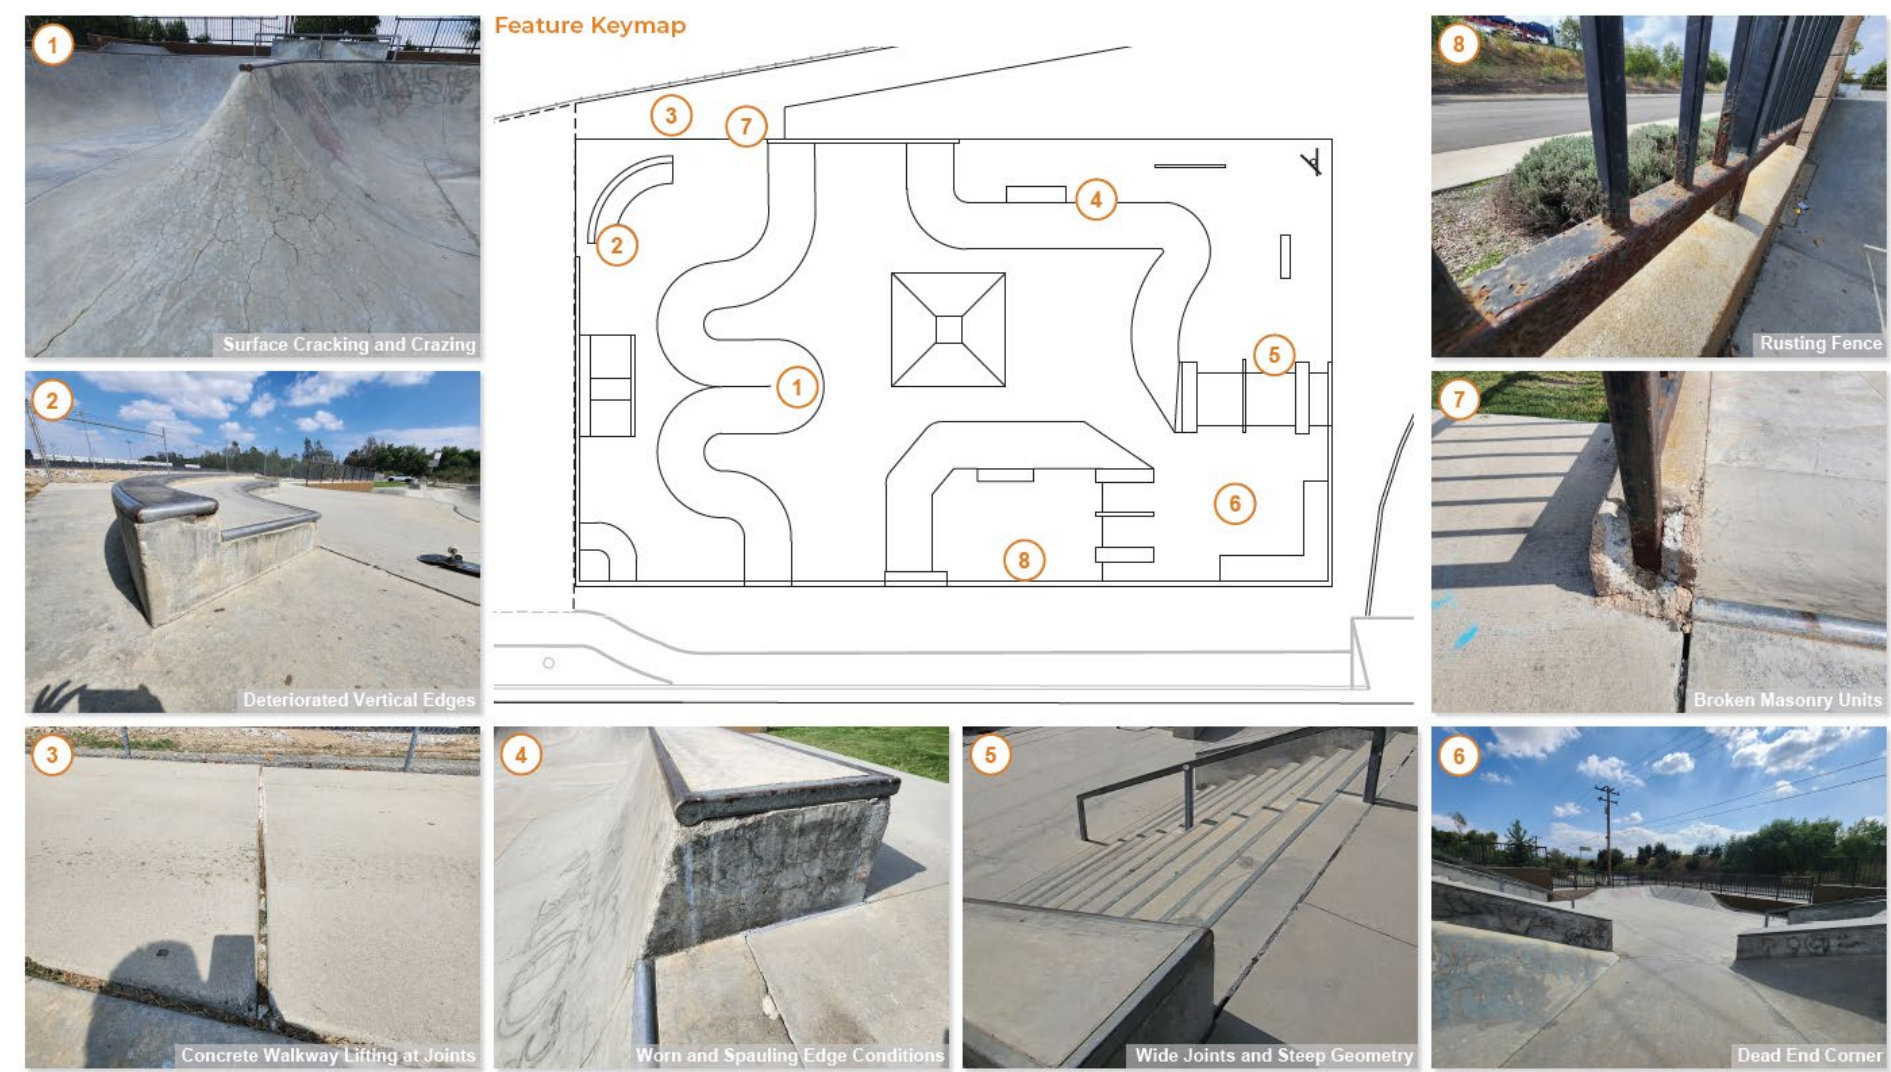 1
Surface Cracking and Crazing
Feature Keymap
3
7
2
4
5
1
6
8
8
Rusting Fence
2
Deteriorated Vertical Edges
7
Broken Masonry Units
3
Concrete Walkway Lifting at Joints
4
Worn and Spauling Edge Conditions
5
Wide Joints and Steep Geometry
6
Dead End Corner